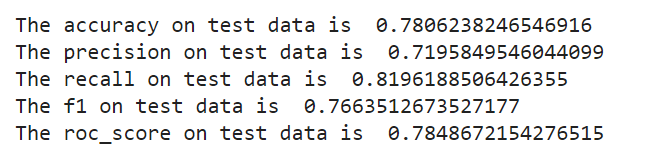 The accuracy on test data is  0.7806238246546916
The precision on test data is  0.7195849546044099
The recall on test data is  0.8196188506426355
The f1 on test data is  0.7663512673527177
The roc_score on test data is  0.7848672154276515